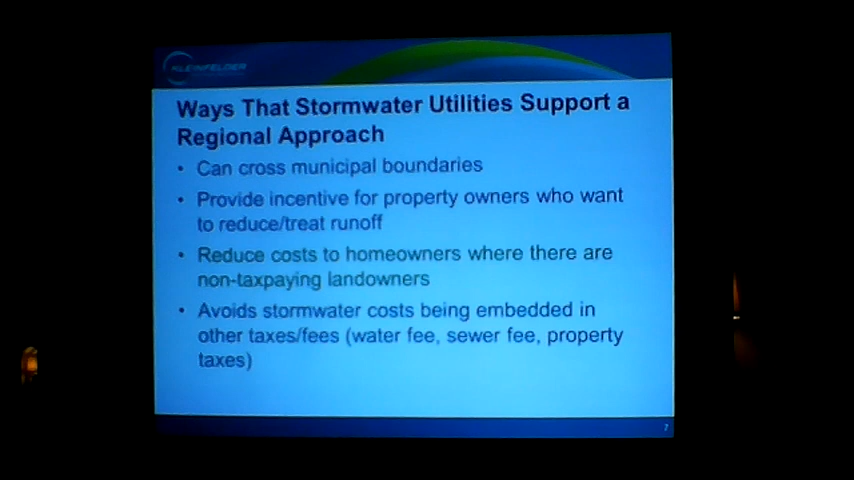 KLEINFELDER
Ways That Stormwater Utilities Support a
Regional Approach
• Can cross municipal boundaries
• Provide incentive for property owners who want
to reduce/treat runoff
• Reduce costs to homeowners where there are
non-taxpaying landowners
• Avoids stormwater costs being embedded in
other taxes/fees (water fee, sewer fee, property
taxes)
7